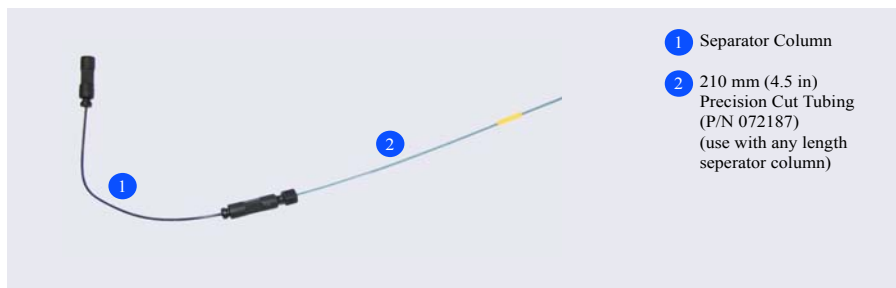 1 Separator Column
2 210 mm (4.5 in)
Precision Cut Tubing
(P/N 072187)
(use with any length
seperator column)
2
1